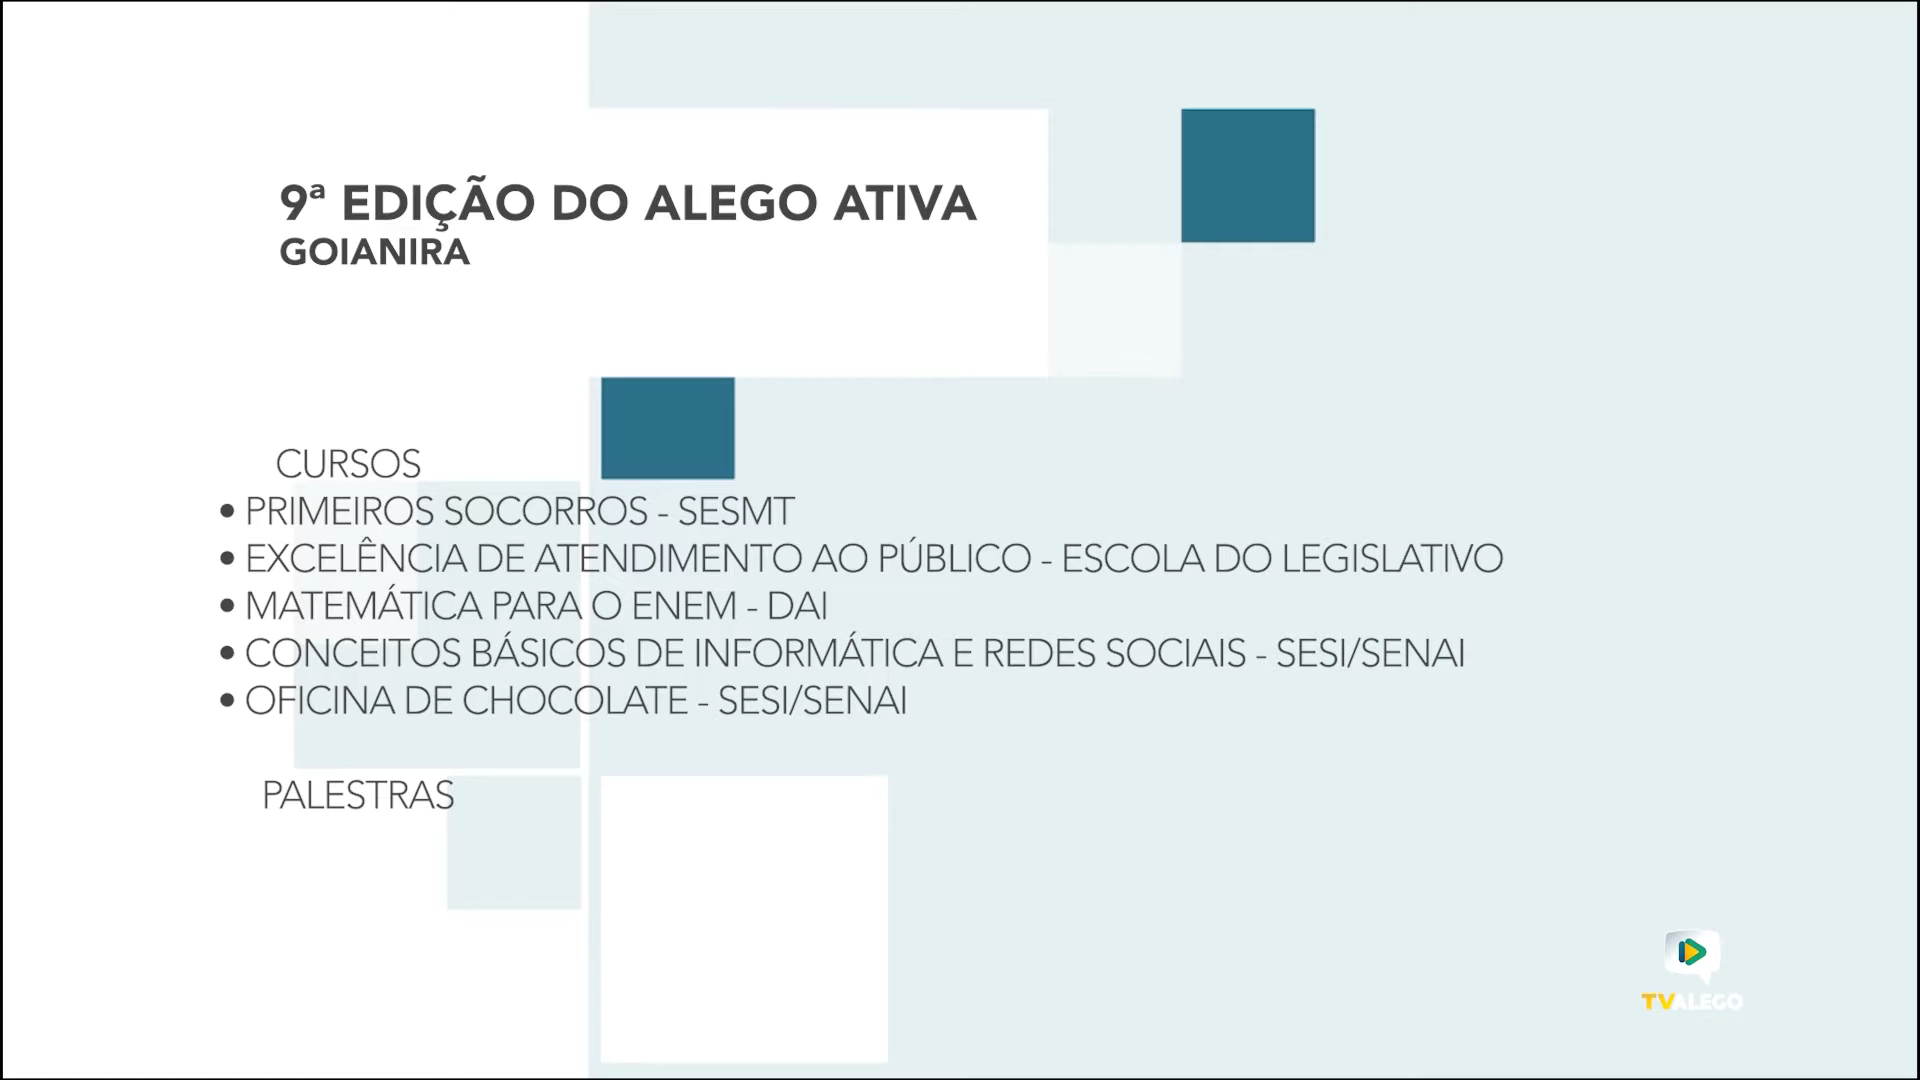 9ª EDIÇÃO DO ALEGO ATIVA
GOIANIRA
CURSOS
• PRIMEIROS SOCORROS - SESMT
• EXCELÊNCIA DE ATENDIMENTO AO PÚBLICO - ESCOLA DO LEGISLATIVO
• MATEMÁTICA PARA O ENEM - DAI
• CONCEITOS BÁSICOS DE INFORMÁTICA E REDES SOCIAIS - SESI/SENAI
• OFICINA DE CHOCOLATE - SESI/SENAI
PALESTRAS
TVALEGO